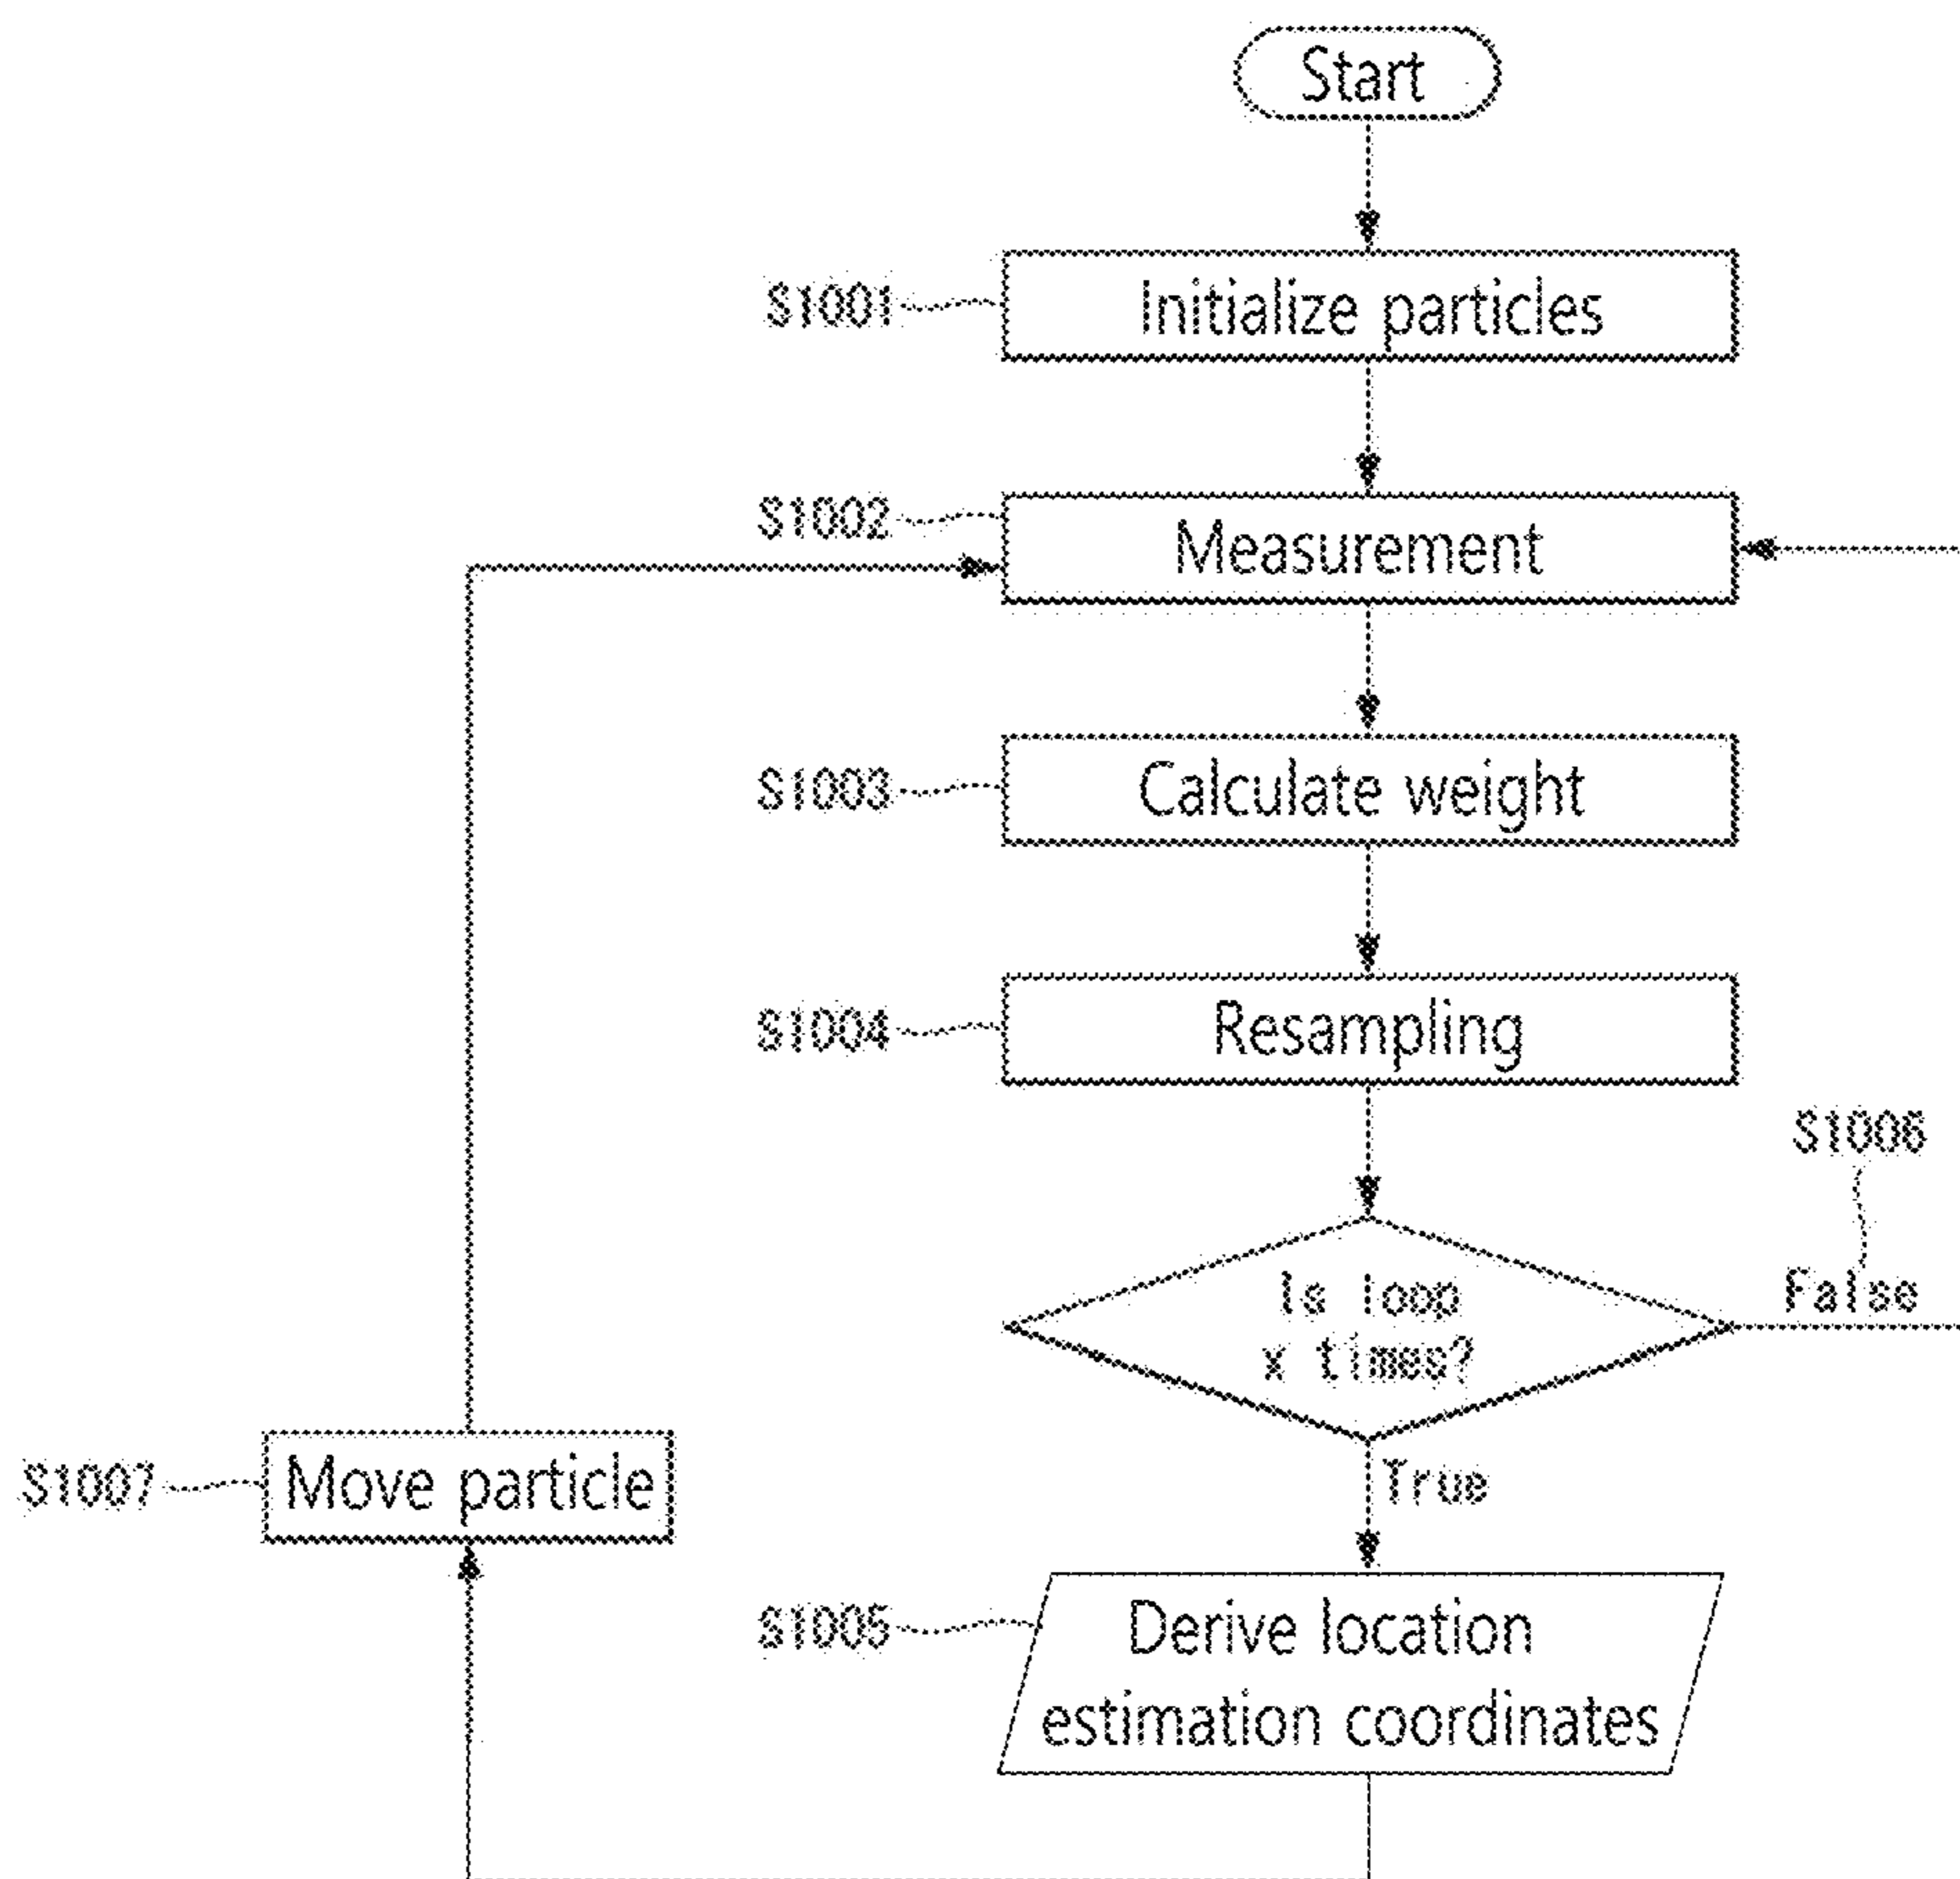 Start
S1001
Initialize particles
S1002
Measurement
S1003
Calculate weight
S1004
Resampling
S1006
False
Is loop
x times?
True
S1007
Move particle
S1005
Derive location
estimation coordinates